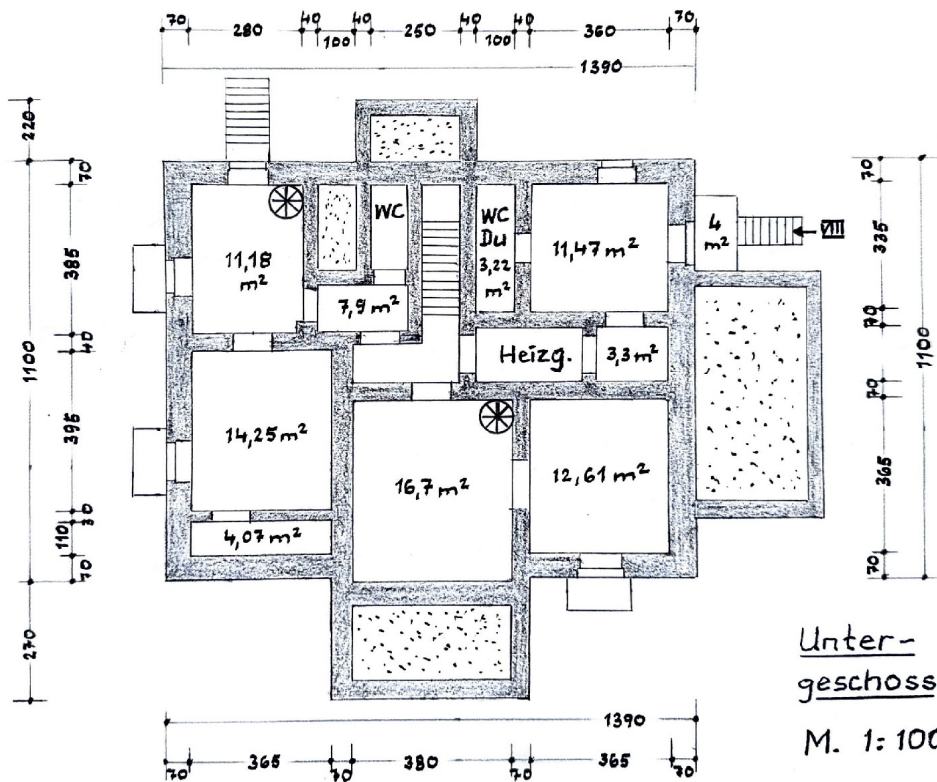 70 280 40 100 40 250 40 100 40 360 70
1390
220
1100
270
70
385
40
395
30
110
70
WC
WC
Du
3,22
m²
11,18
m²
11,47 m²
4
m²
7,9 m²
Heizg.
3,3 m²
14,25 m²
16,7 m²
12,61 m²
4,07 m²
70
335
70
70
365
70
1100
1390
70 365 70 380 70 365 70
Unter-
geschoss
M. 1:100